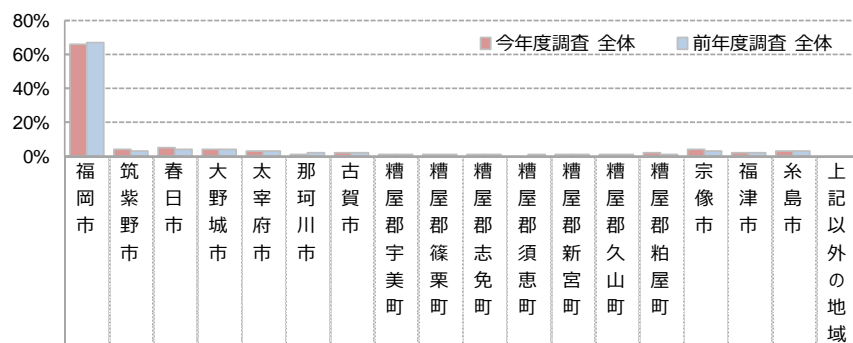 80%
60%
40%
20%
0%
今年度調査 全体
前年度調査 全体
福岡市
筑紫野市
春日市
大野城市
太宰府市
那珂川市
古賀市
糟屋郡宇美町
糟屋郡篠栗町
糟屋郡志免町
糟屋郡須恵町
糟屋郡新宮町
糟屋郡久山町
糟屋郡粕屋町
宗像市
福津市
糸島市
上記以外の地域